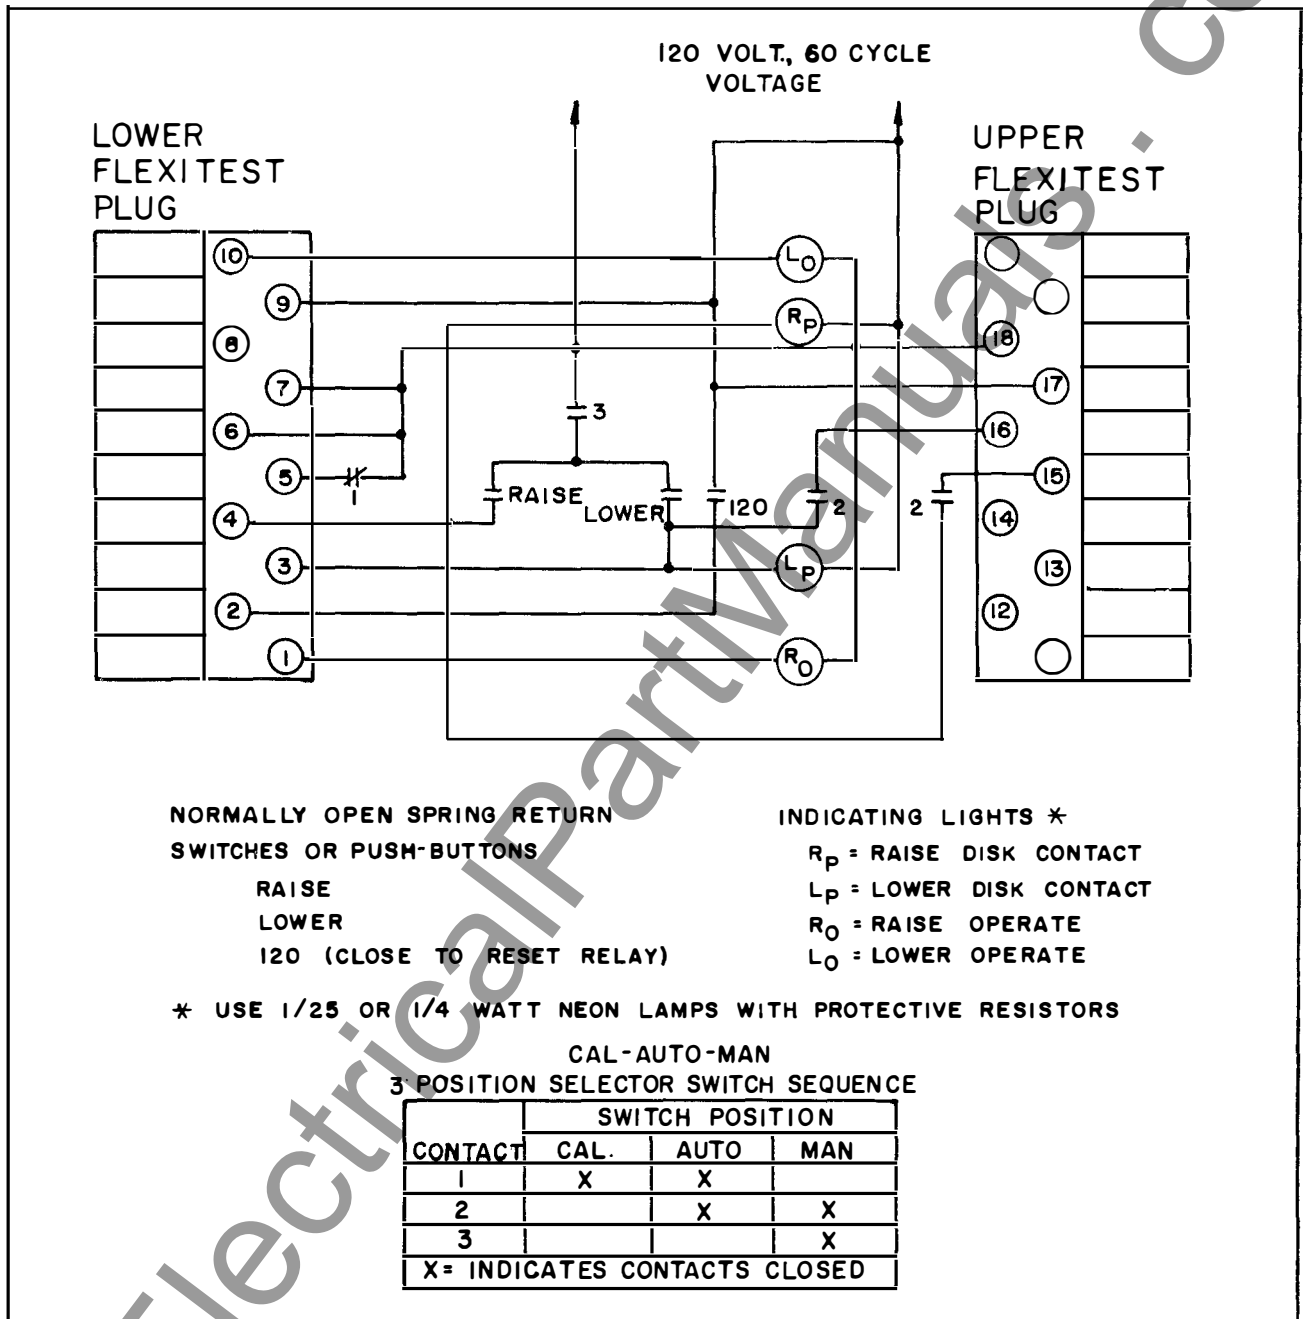 120 VOLT., 60 CYCLE
VOLTAGE
LOWER
FLEXITEST
PLUG
UPPER
FLEXITEST
PLUG
10
9
8
7
6
5
4
3
2
1
LO
RP
LP
RO
3
1
RAISE
LOWER
120
2
2
18
17
16
15
14
13
12
NORMALLY OPEN SPRING RETURN
SWITCHES OR PUSH-BUTTONS
RAISE
LOWER
120 (CLOSE TO RESET RELAY)
INDICATING LIGHTS *
RP = RAISE DISK CONTACT
LP = LOWER DISK CONTACT
RO = RAISE OPERATE
LO = LOWER OPERATE
* USE 1/25 OR 1/4 WATT NEON LAMPS WITH PROTECTIVE RESISTORS
CAL-AUTO-MAN
3 POSITION SELECTOR SWITCH SEQUENCE
SWITCH POSITION
CONTACT CAL. AUTO MAN
1 X X
2 X X
3 X
X = INDICATES CONTACTS CLOSED
ElectricalPartManuals . co